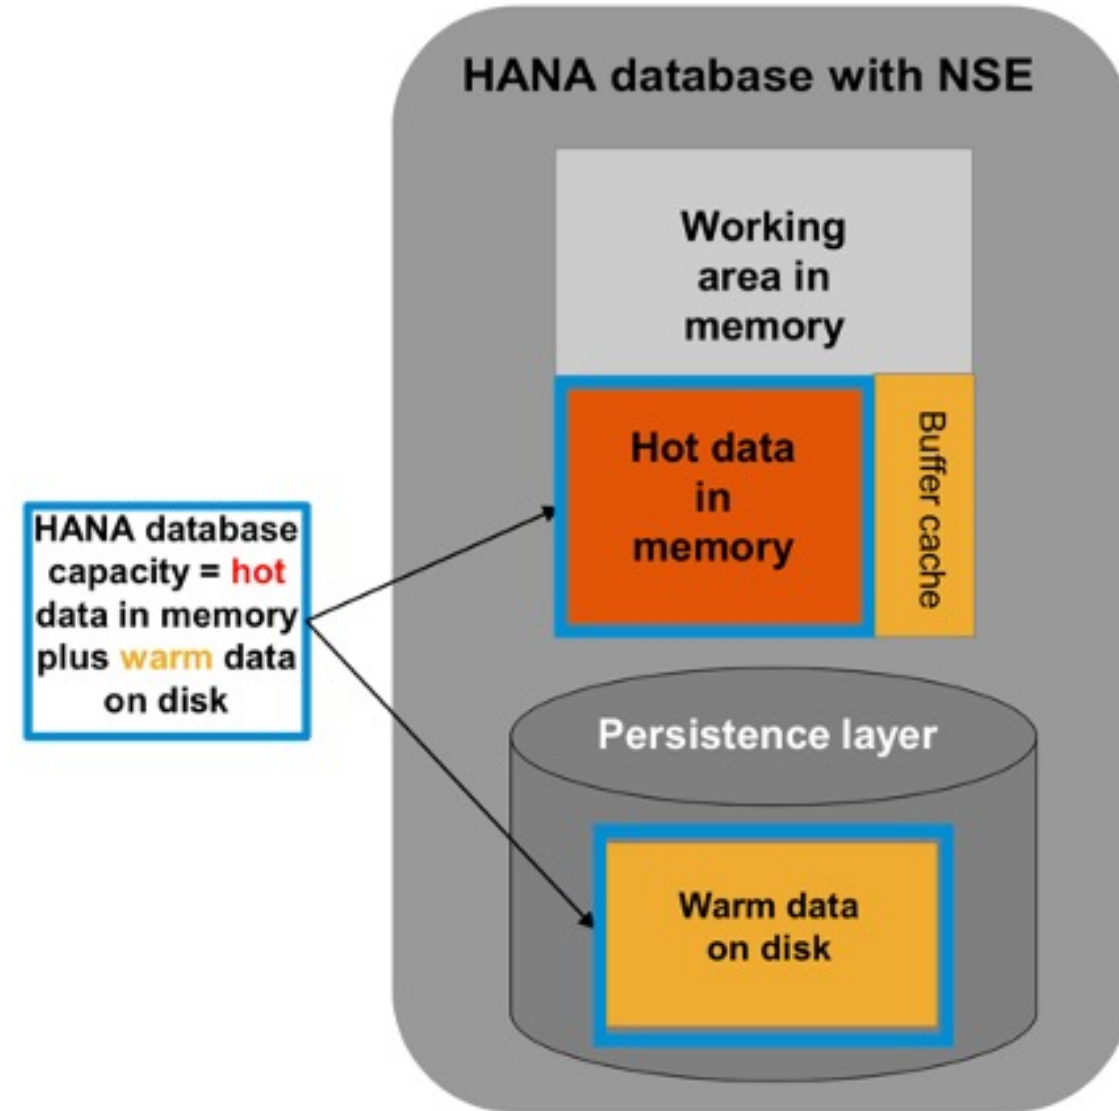 HANA database with NSE
Working
area in
memory
Hot data
in
memory
Buffer cache
HANA database
capacity = hot
data in memory
plus warm data
on disk
Persistence layer
Warm data
on disk